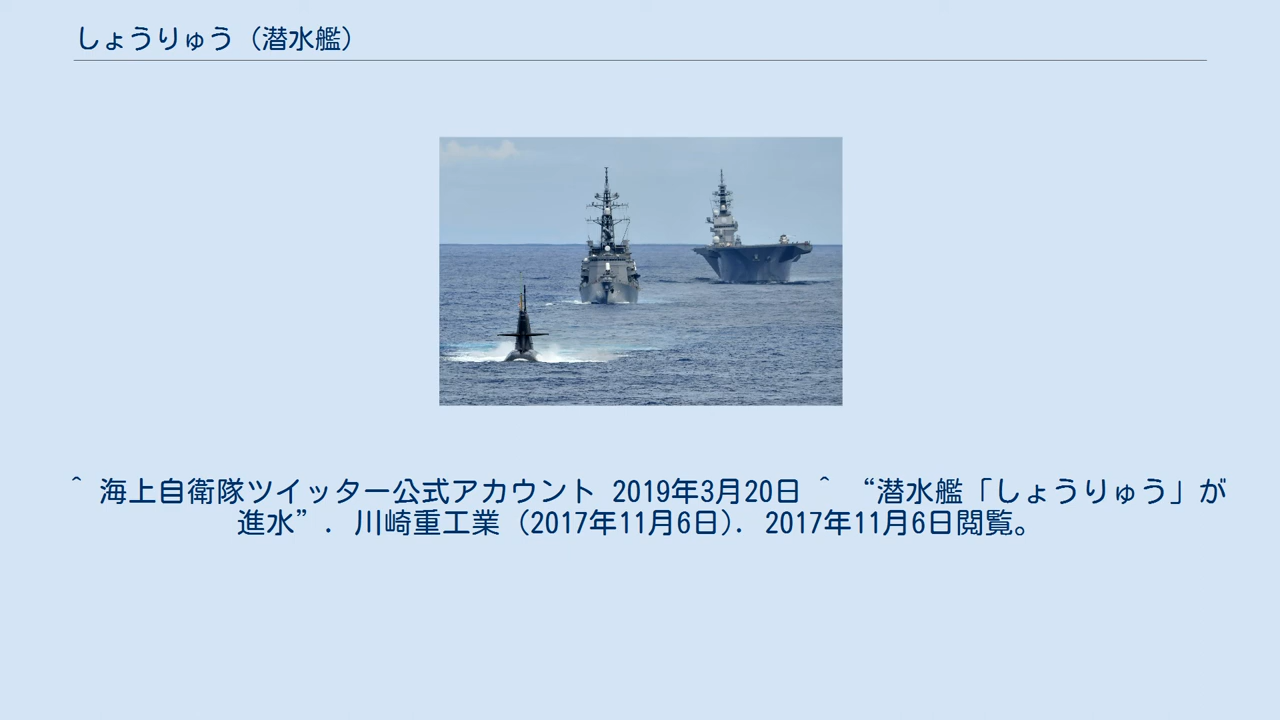 しょうりゅう（潜水艦）
^ 海上自衛隊ツイッター公式アカウント 2019年3月20日 ^ “潜水艦「しょうりゅう」が
進水”. 川崎重工業 (2017年11月6日). 2017年11月6日閲覧。